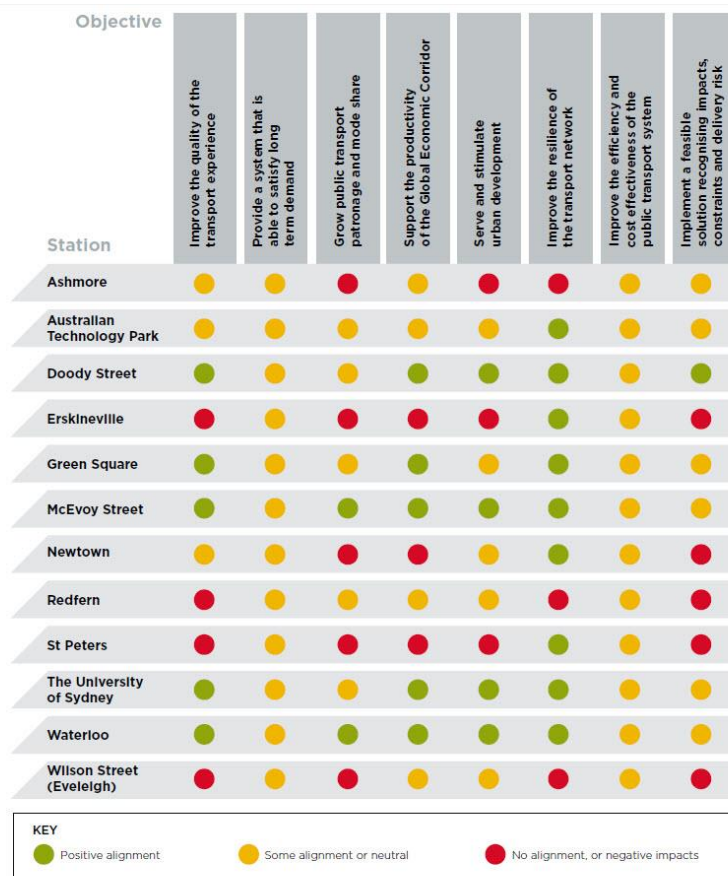 Objective
Improve the quality of the
transport experience
Provide a system that is
able to satisfy long
term demand
Grow public transport
patronage and mode share
Support the productivity
of the Global Economic Corridor
Serve and stimulate
urban development
Improve the resilience of
the transport network
Improve the efficiency and
cost effectiveness of the
public transport system
Implement a feasible
solution recognising impacts,
constraints and delivery risk
Station
Ashmore
Australian
Technology Park
Doody Street
Erskineville
Green Square
McEvoy Street
Newtown
Redfern
St Peters
The University
of Sydney
Waterloo
Wilson Street
(Eveleigh)
KEY
Positive alignment
Some alignment or neutral
No alignment, or negative impacts